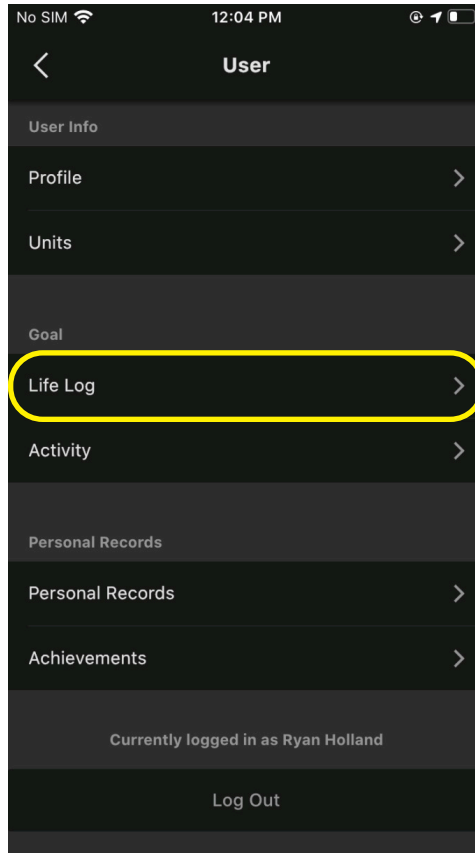 No SIM 12:04 PM
User
User Info
Profile
Units
Goal
Life Log
Activity
Personal Records
Personal Records
Achievements
Currently logged in as Ryan Holland
Log Out